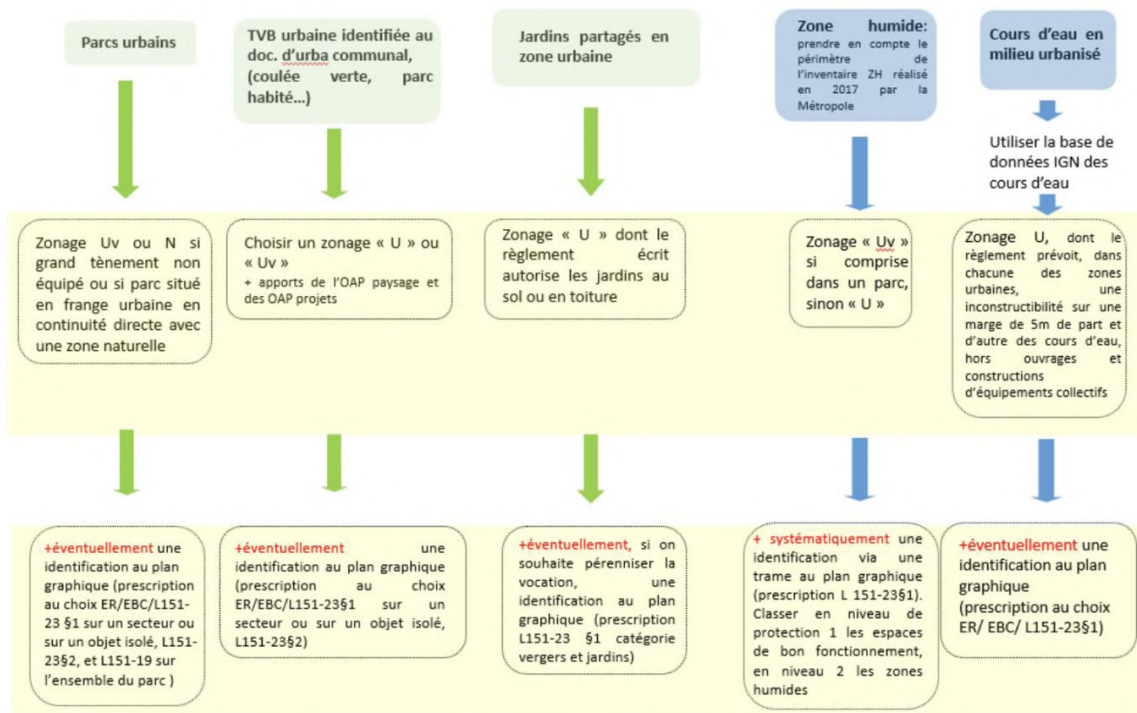 Parcs urbains
TVB urbaine identifiée au
doc. d'urba communal,
(coulée verte, parc
habité…)
Jardins partagés en
zone urbaine
Zone humide:
prendre en compte le
périmètre de
l'inventaire ZH réalisé
en 2017 par la
Métropole
Cours d'eau en
milieu urbanisé
Utiliser la base de
données IGN des
cours d'eau
Zonage Uv ou N si
grand tènement non
équipé ou si parc situé
en frange urbaine en
continuité directe avec
une zone naturelle
Choisir un zonage « U » ou
« Uv »
+ apports de l'OAP paysage et
des OAP projets
Zonage « U » dont le
règlement écrit
autorise les jardins au
sol ou en toiture
Zonage « Uv »
si comprise
dans un parc,
sinon « U »
Zonage U, dont le
règlement prévoit, dans
chacune des zones
urbaines, une
inconstructibilité sur une
marge de 5m de part et
d'autre des cours d'eau,
hors ouvrages et
constructions
d'équipements collectifs
+éventuellement une
identification au plan
graphique (prescription
au choix ER/EBC/L151-
23 §1 sur un secteur ou
sur un objet isolé, L151-
23§2, et L151-19 sur
l'ensemble du parc )
+éventuellement une
identification au plan graphique
(prescription au choix
ER/EBC/L151-23§1 sur un
secteur ou sur un objet isolé,
L151-23§2)
+éventuellement, si on
souhaite pérenniser la
vocation, une
identification au plan
graphique (prescription
L151-23 §1 catégorie
vergers et jardins)
+ systématiquement une
identification via une
trame au plan graphique
(prescription L 151-23§1).
Classer en niveau de
protection 1 les espaces
de bon fonctionnement,
en niveau 2 les zones
humides
+éventuellement une
identification au plan
graphique
(prescription au choix
ER/ EBC/ L151-23§1)